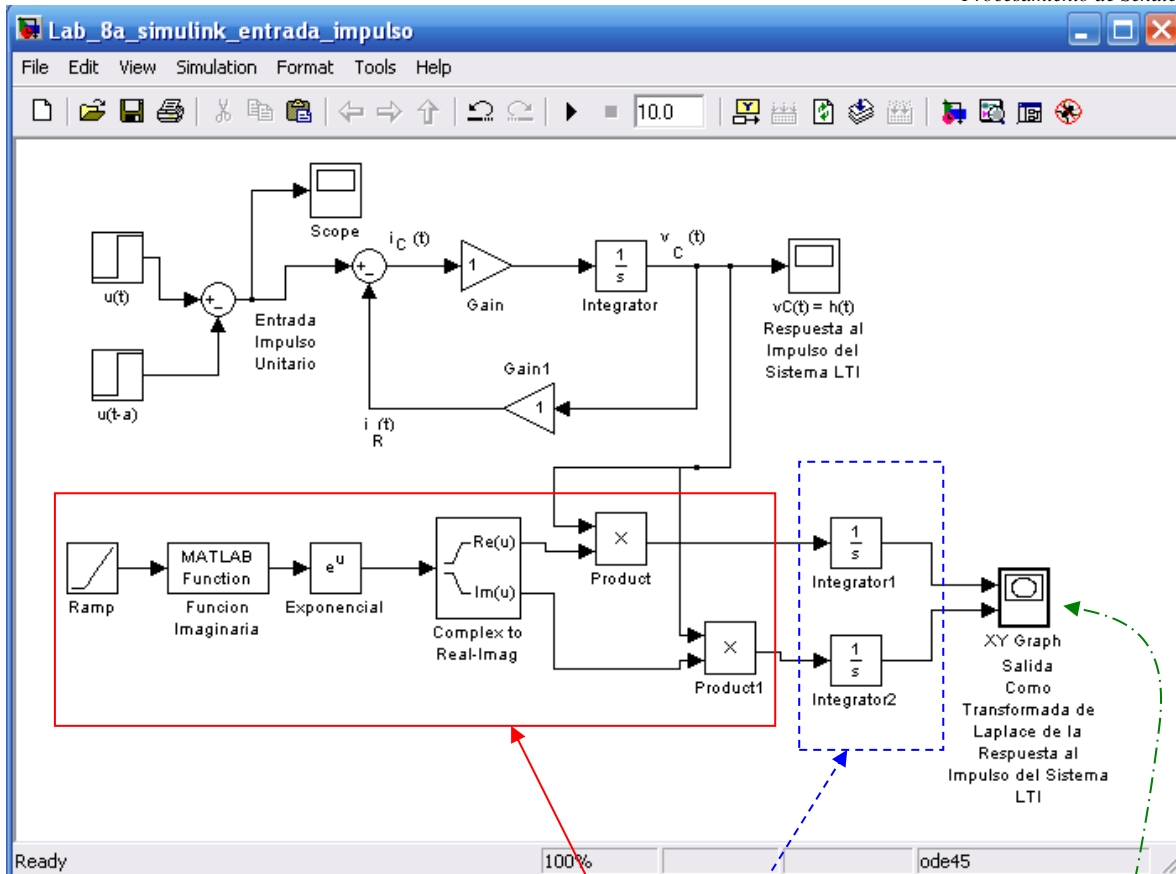 Lab_8a_simulink_entrada_impulso
File Edit View Simulation Format Tools Help
10.0
Scope
u(t)
u(t-a)
+
-
Entrada
Impulso
Unitario
+
-
i C (t)
1
Gain
1
s
Integrator
v C (t)
vC(t) = h(t)
Respuesta al
Impulso del
Sistema LTI
Gain1
1
i R (t)
Ramp
MATLAB
Function
Funcion
Imaginaria
e^u
Exponencial
Re(u)
Im(u)
Complex to
Real-Imag
×
Product
×
Product1
1
s
Integrator1
1
s
Integrator2
XY Graph
Salida
Como
Transformada de
Laplace de la
Respuesta al
Impulso del Sistema
LTI
Ready
100%
ode45